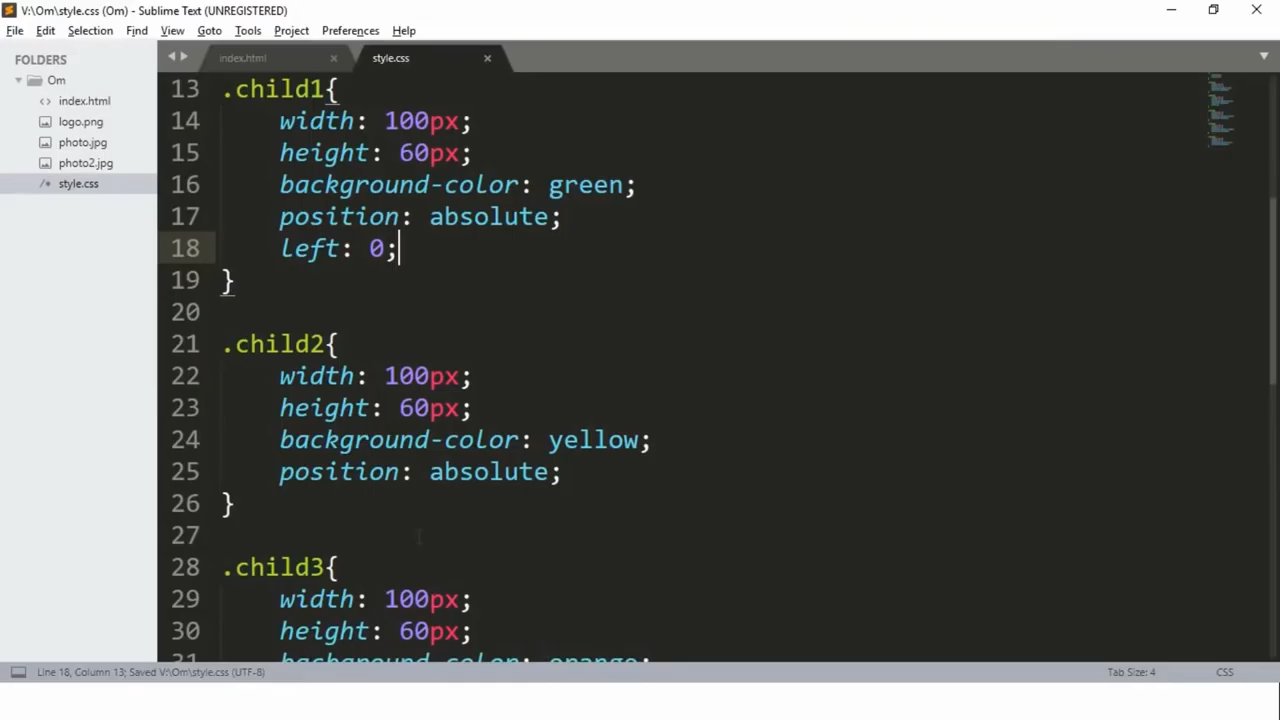 V:\Om\style.css (Om) - Sublime Text (UNREGISTERED)
File Edit Selection Find View Goto Tools Project Preferences Help
FOLDERS
Om
index.html
logo.png
photo.jpg
photo2.jpg
style.css
index.html × style.css ×
13 .child1{
14 width: 100px;
15 height: 60px;
16 background-color: green;
17 position: absolute;
18 left: 0;
19 }
20
21 .child2{
22 width: 100px;
23 height: 60px;
24 background-color: yellow;
25 position: absolute;
26 }
27
28 .child3{
29 width: 100px;
30 height: 60px;
31 background-color: orange;
Line 18, Column 13; Saved V:\Om\style.css (UTF-8) Tab Size: 4 CSS